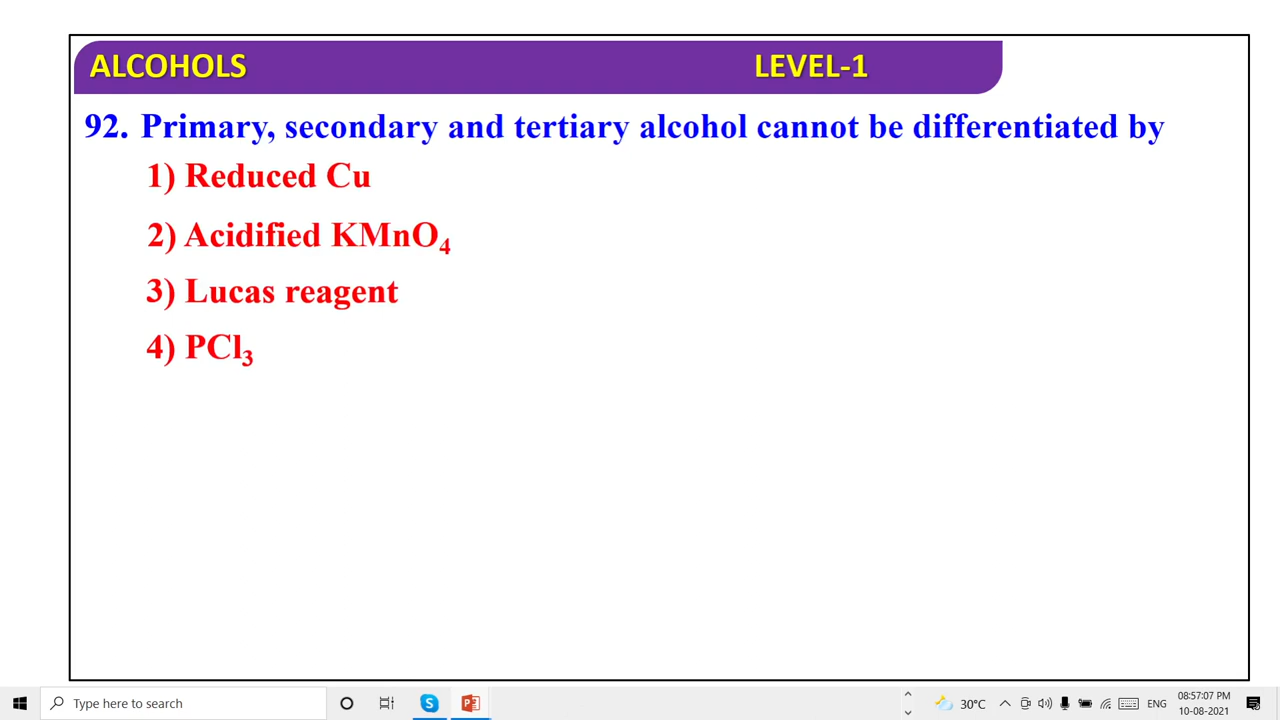 ALCOHOLS LEVEL-1
92. Primary, secondary and tertiary alcohol cannot be differentiated by
1) Reduced Cu
2) Acidified KMnO₄
3) Lucas reagent
4) PCl₃
Type here to search 30°C ENG 08:57:07 PM
10-08-2021